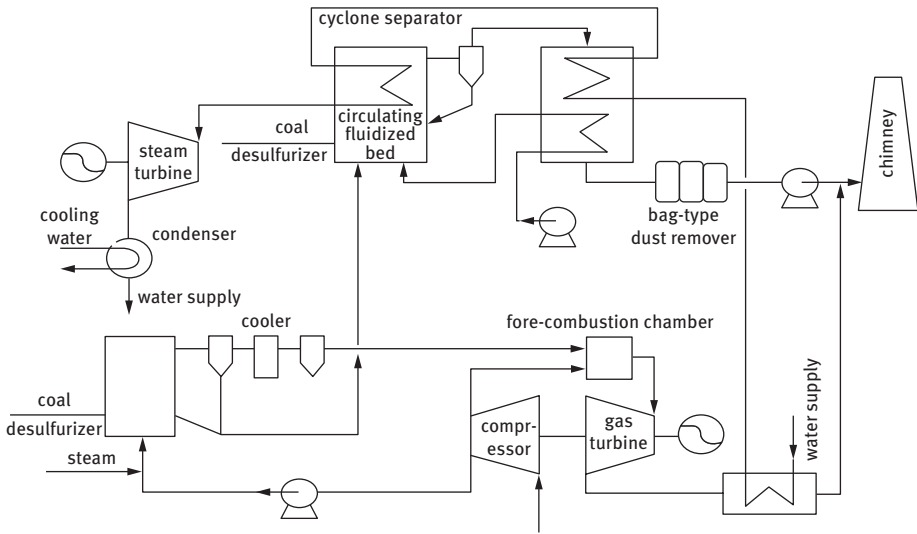 cyclone separator
circulating
fluidized
bed
coal
desulfurizer
steam
turbine
cooling
water
condenser
water supply
bag-type
dust remover
chimney
cooler
fore-combustion chamber
coal
desulfurizer
steam
compr-
essor
gas
turbine
water supply